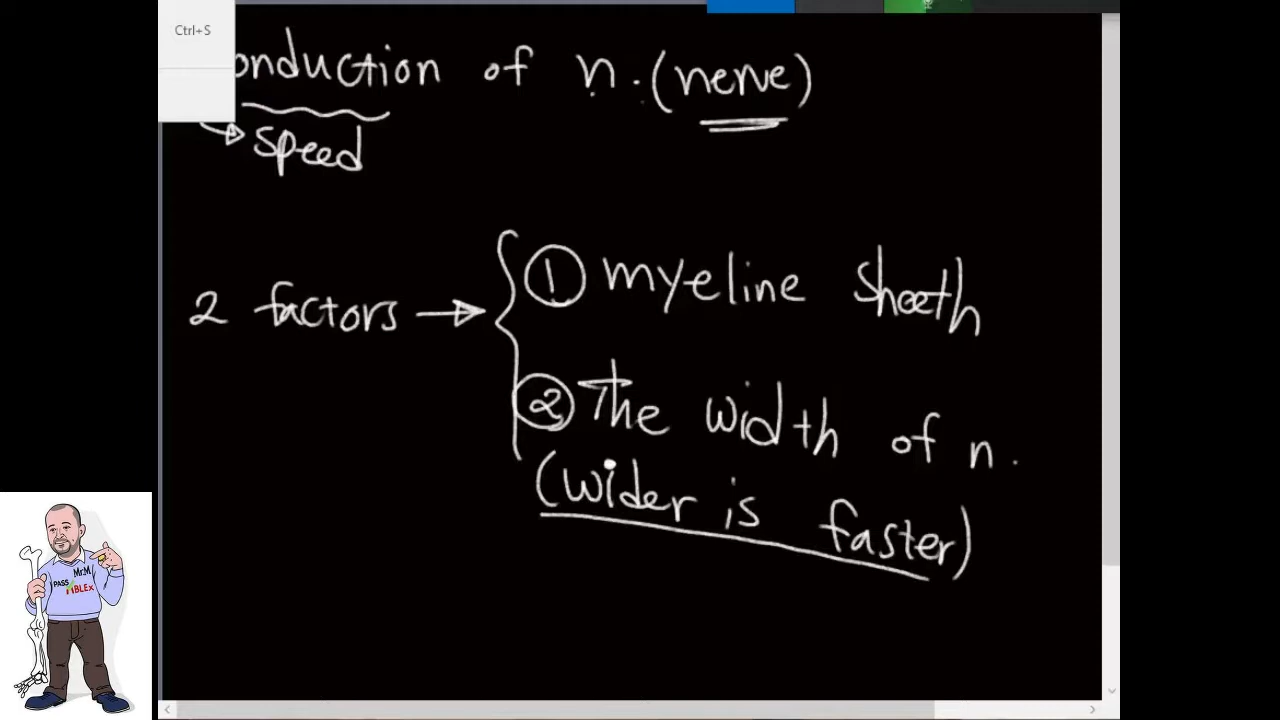 Ctrl+S
onduction of n. (nerve)
speed
2 factors → { ① myeline sheeth
② The width of n.
(wider is faster)
Mr.M.
PASS MBLEx